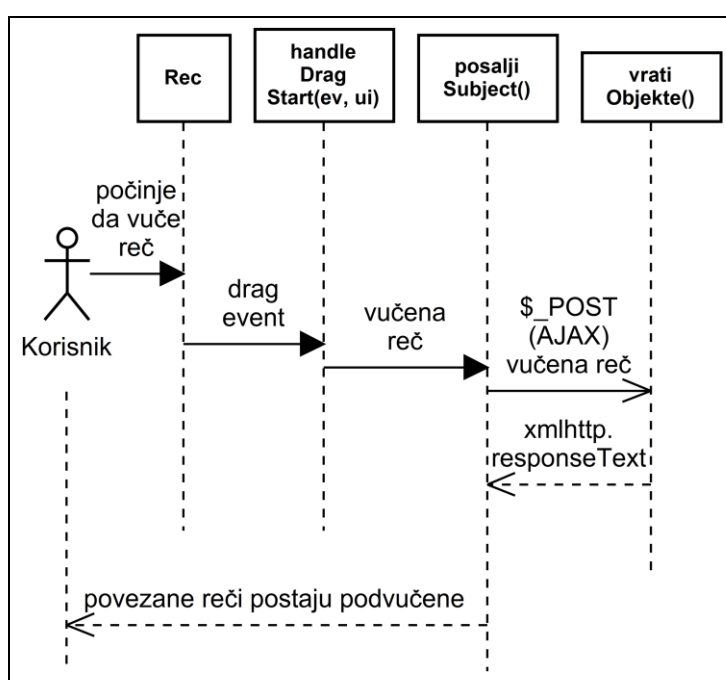 Rec
handle
Drag
Start(ev, ui)
posalji
Subject()
vrati
Objekte()
počinje
da vuče
reč
Korisnik
drag
event
vučena
reč
$_POST
(AJAX)
vučena reč
xmlhttp.
responseText
povezane reči postaju podvučene